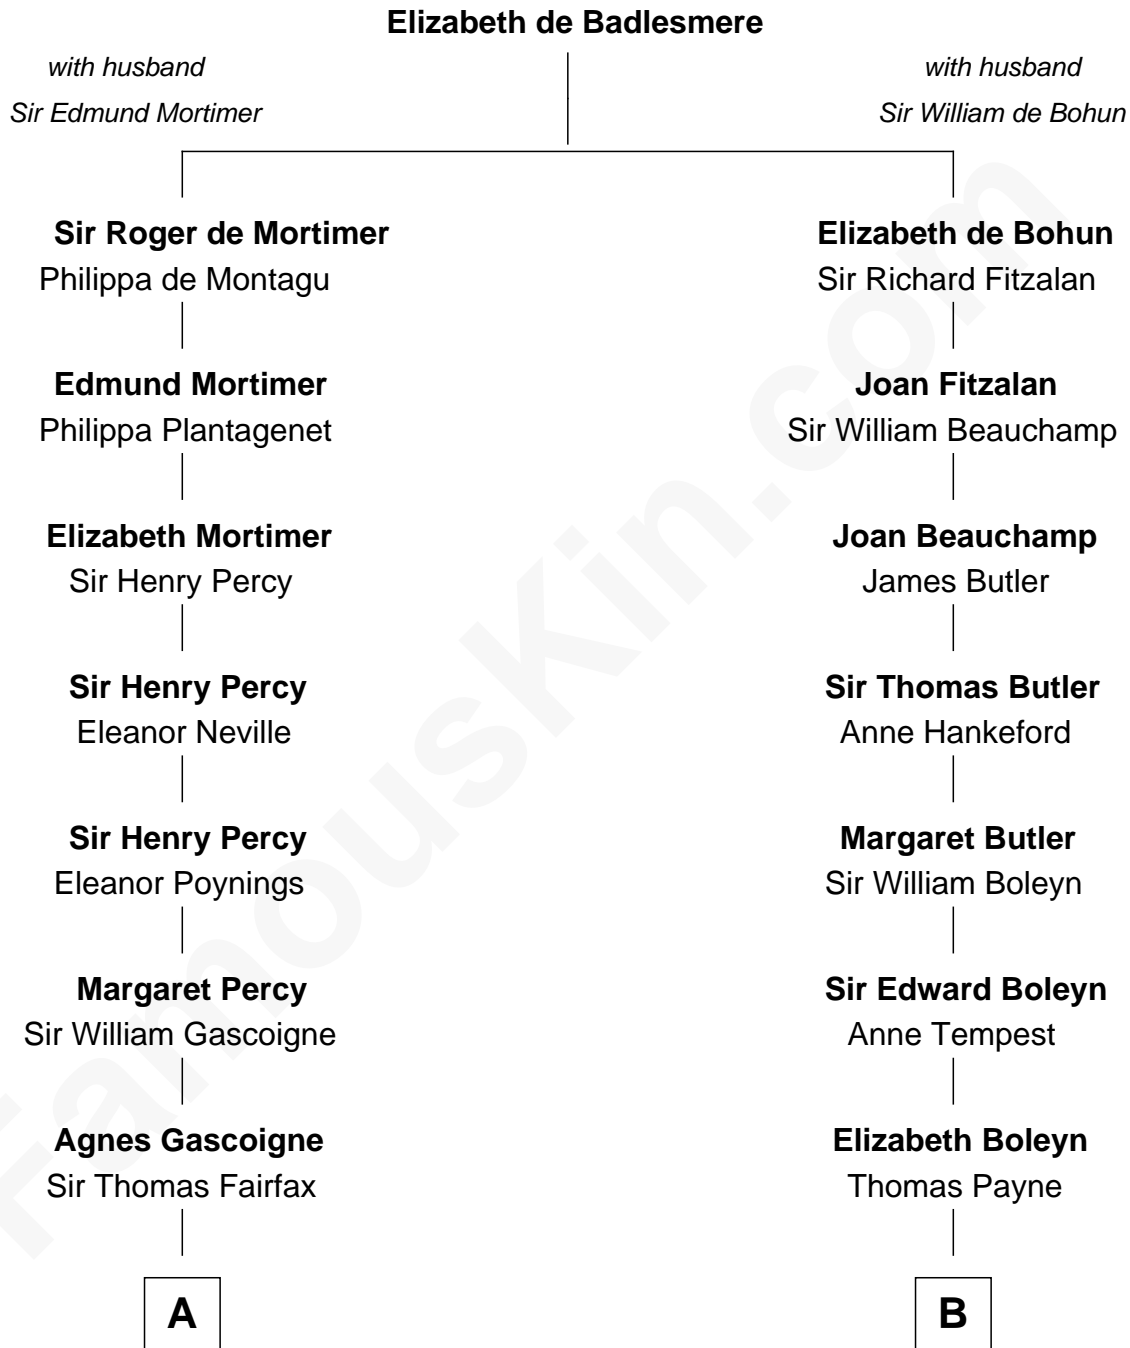 Elizabeth de Badlesmere
with husband
Sir Edmund Mortimer
with husband
Sir William de Bohun
Sir Roger de Mortimer
Philippa de Montagu
Edmund Mortimer
Philippa Plantagenet
Elizabeth Mortimer
Sir Henry Percy
Sir Henry Percy
Eleanor Neville
Sir Henry Percy
Eleanor Poynings
Margaret Percy
Sir William Gascoigne
Agnes Gascoigne
Sir Thomas Fairfax
A
Elizabeth de Bohun
Sir Richard Fitzalan
Joan Fitzalan
Sir William Beauchamp
Joan Beauchamp
James Butler
Sir Thomas Butler
Anne Hankeford
Margaret Butler
Sir William Boleyn
Sir Edward Boleyn
Anne Tempest
Elizabeth Boleyn
Thomas Payne
B
FamousKin.com